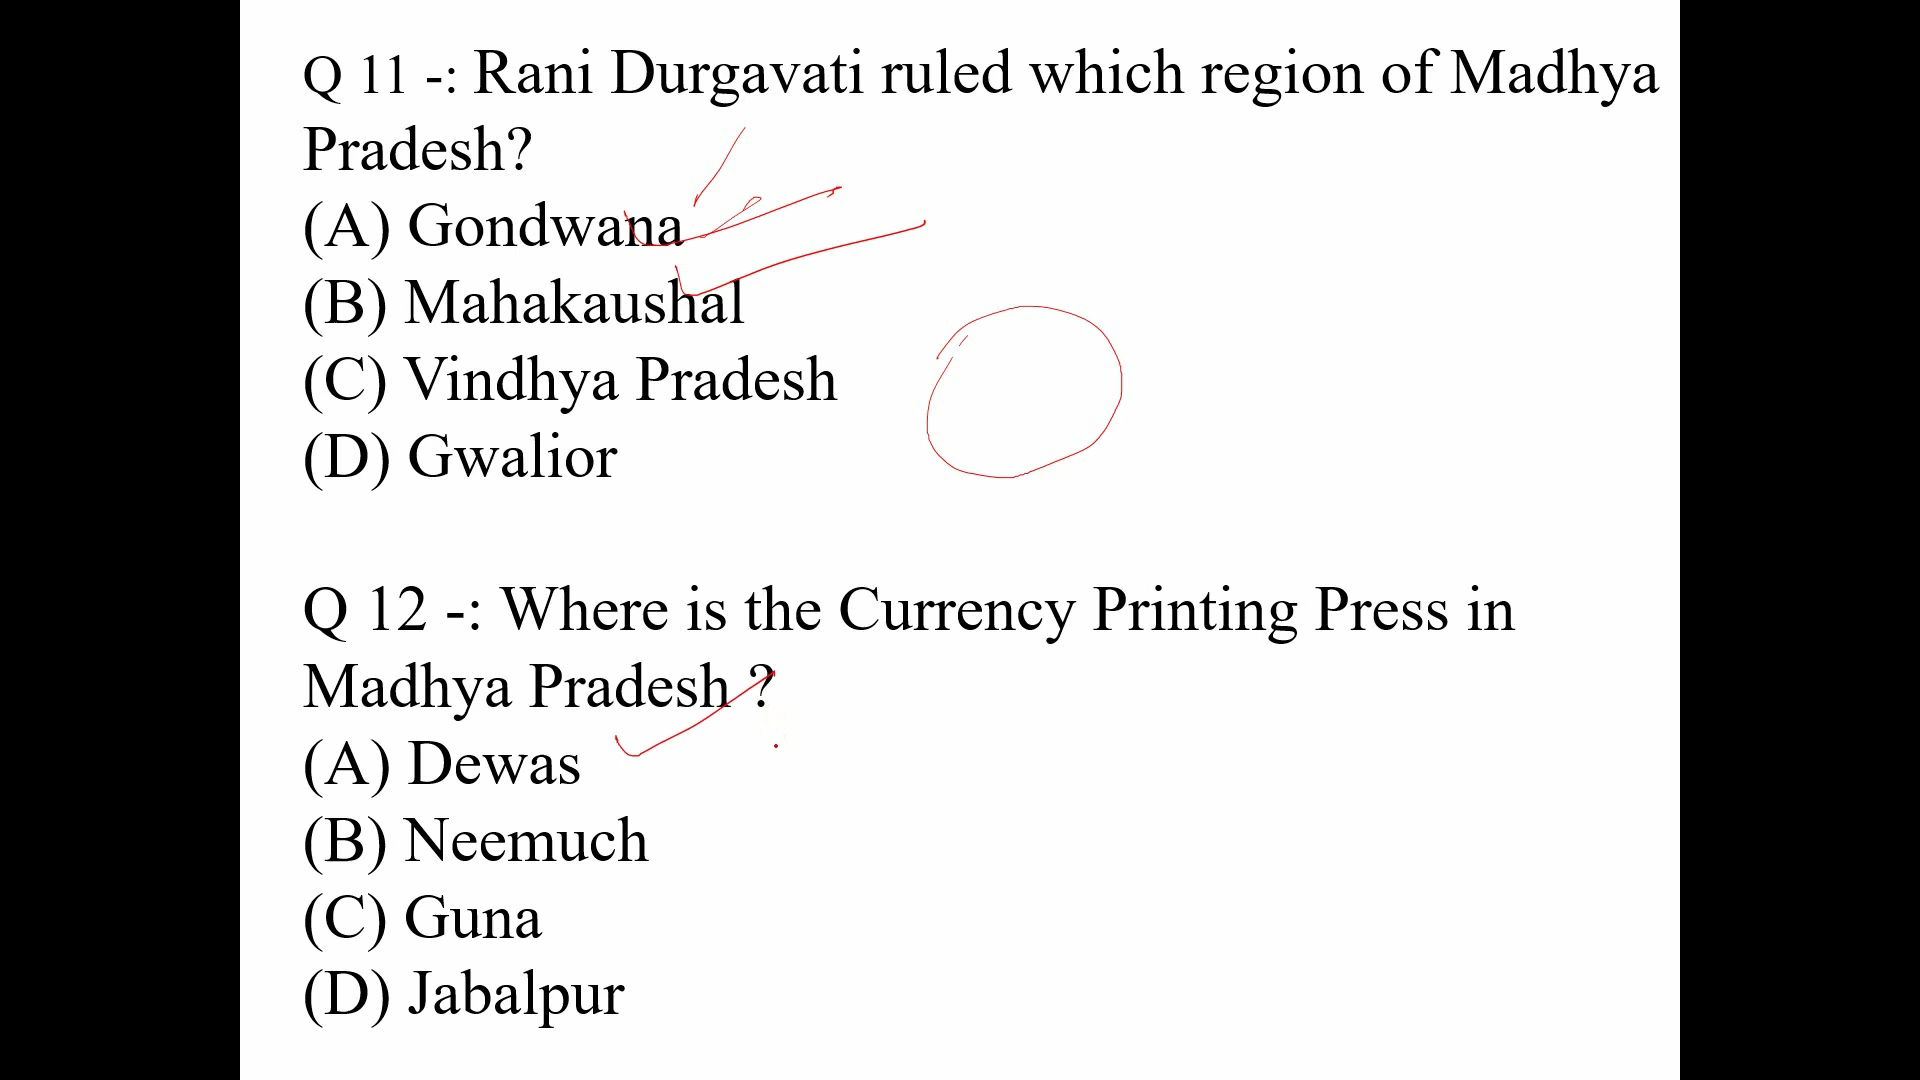 Q 11 -: Rani Durgavati ruled which region of Madhya
Pradesh?
(A) Gondwana
(B) Mahakaushal
(C) Vindhya Pradesh
(D) Gwalior
Q 12 -: Where is the Currency Printing Press in
Madhya Pradesh ?
(A) Dewas
(B) Neemuch
(C) Guna
(D) Jabalpur